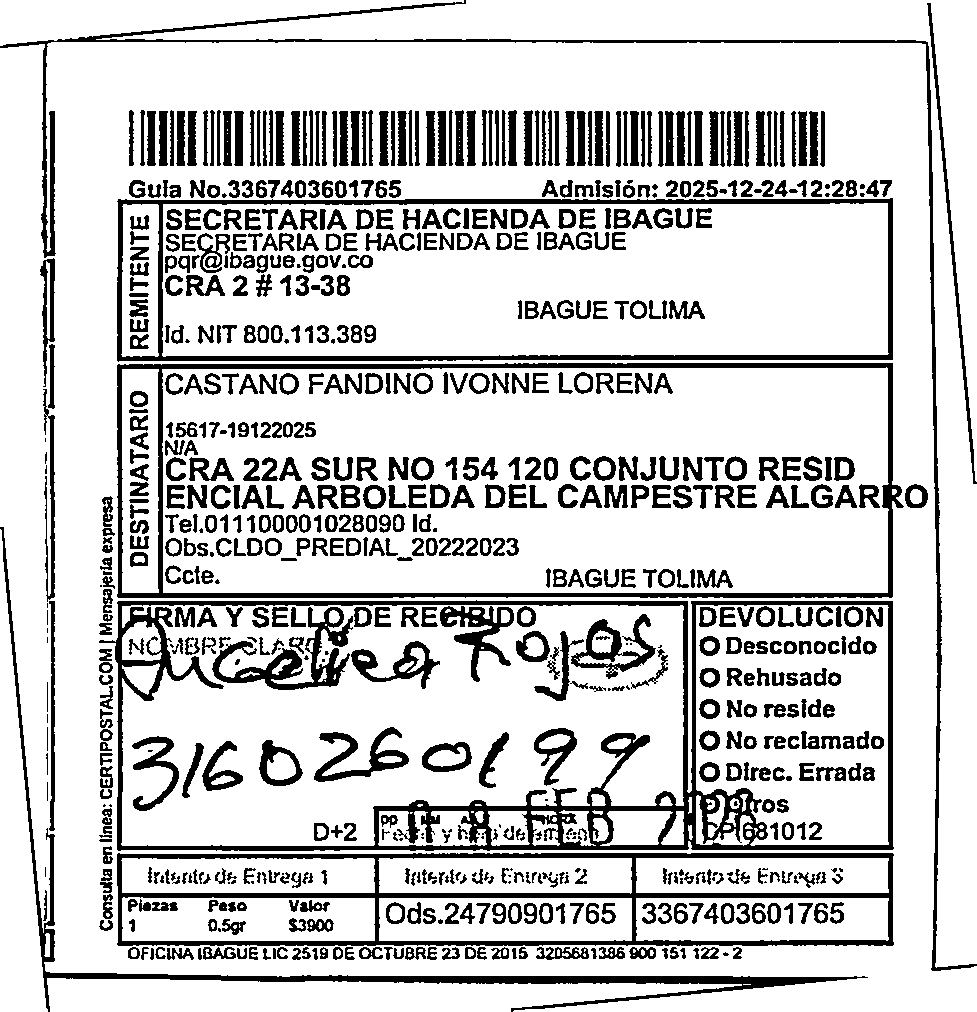 Guia No.3367403601765 Admisión: 2025-12-24-12:28:47
REMITENTE
SECRETARIA DE HACIENDA DE IBAGUE
SECRETARIA DE HACIENDA DE IBAGUE
pqr@ibague.gov.co
CRA 2 # 13-38
IBAGUE TOLIMA
Id. NIT 800.113.389
DESTINATARIO
CASTANO FANDINO IVONNE LORENA
15617-19122025
N/A
CRA 22A SUR NO 154 120 CONJUNTO RESID
ENCIAL ARBOLEDA DEL CAMPESTRE ALGARRO
Tel.011100001028090 Id.
Obs.CLDO_PREDIAL_20222023
Ccte. IBAGUE TOLIMA
Consulta en linea: CERTIPOSTAL.COM | Mensajeria expresa
FIRMA Y SELLO DE RECIBIDO
NOMBRE CLARO
Angelica Rojas
3160260199
FEB
D+2
DD MM HORA
Fecha y hora de entrega
DEVOLUCION
Desconocido
Rehusado
No reside
No reclamado
Direc. Errada
Otros
CP:681012
Intento de Entrega 1 Intento de Entrega 2 Intento de Entrega 3
Piezas Peso Valor
1 0.5gr $3900
Ods.24790901765 3367403601765
OFICINA IBAGUE LIC 2519 DE OCTUBRE 23 DE 2015 3205681386 900 151 122 - 2